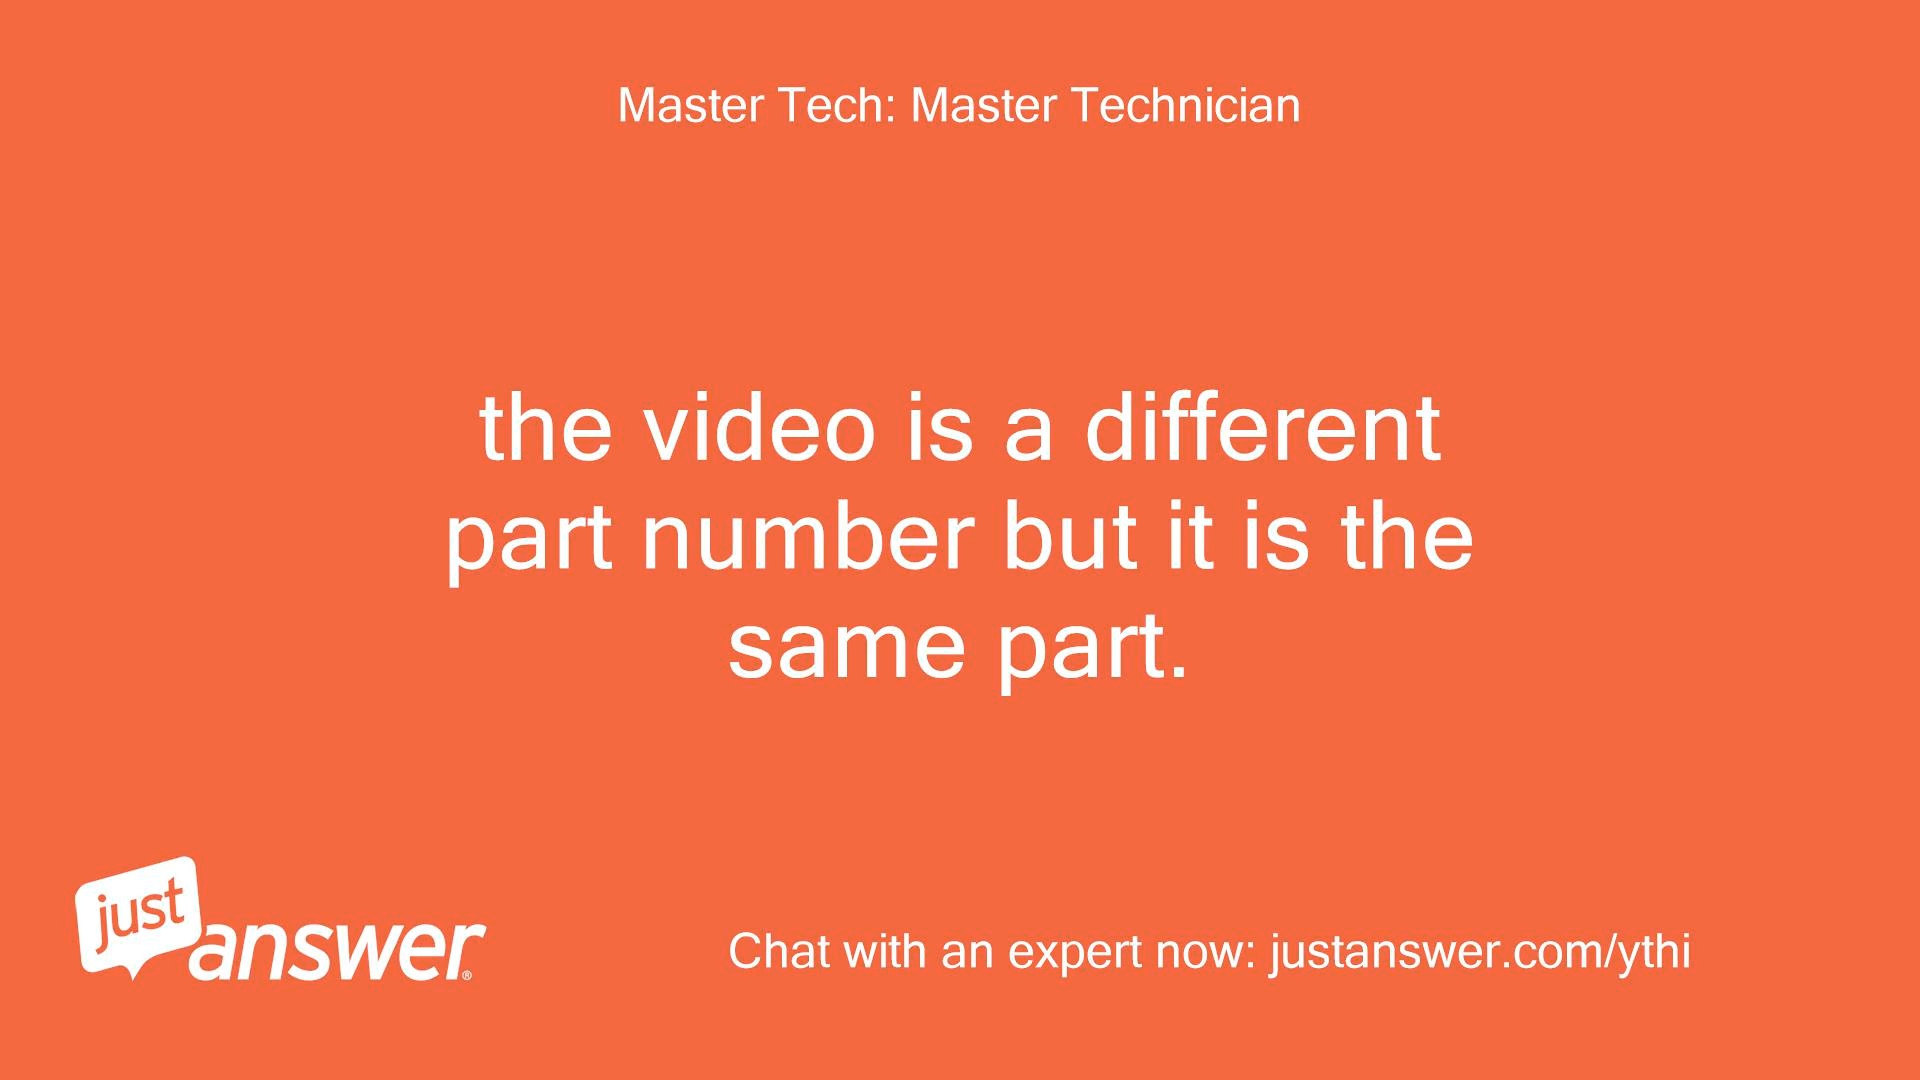 Master Tech: Master Technician
the video is a different
part number but it is the
same part.
just
answer®
Chat with an expert now: justanswer.com/ythi